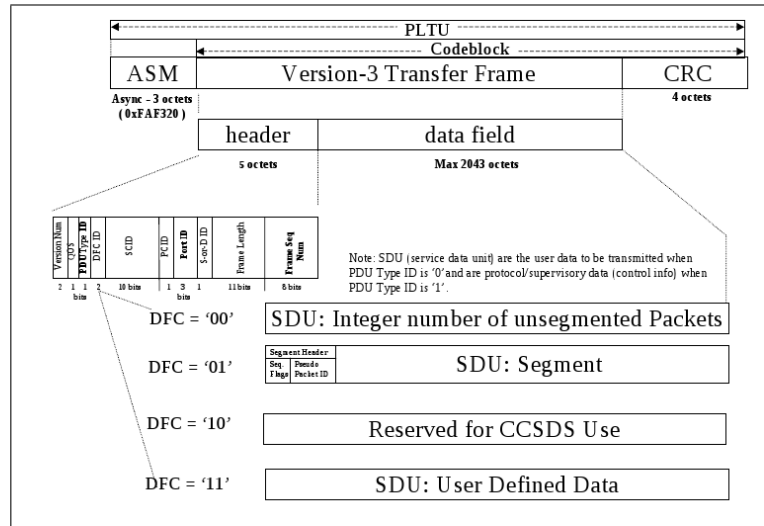 PLTU
Codeblock
ASM
Version-3 Transfer Frame
CRC
Async - 3 octets
( 0xFAF320 )
4 octets
header
data field
5 octets
Max 2043 octets
Version Num
QOS
PDU Type ID
DFC ID
SCID
PCID
Port ID
S-or-D ID
Frame Length
Frame Seq
Num
2 1 1 2 10 bits 1 3 1 11 bits 8 bits
bits bits
Note: SDU (service data unit) are the user data to be transmitted when
PDU Type ID is '0' and are protocol/supervisory data (control info) when
PDU Type ID is '1'.
DFC = '00'
SDU: Integer number of unsegmented Packets
DFC = '01'
Segment Header
Seq. Pseudo
Flags Packet ID
SDU: Segment
DFC = '10'
Reserved for CCSDS Use
DFC = '11'
SDU: User Defined Data